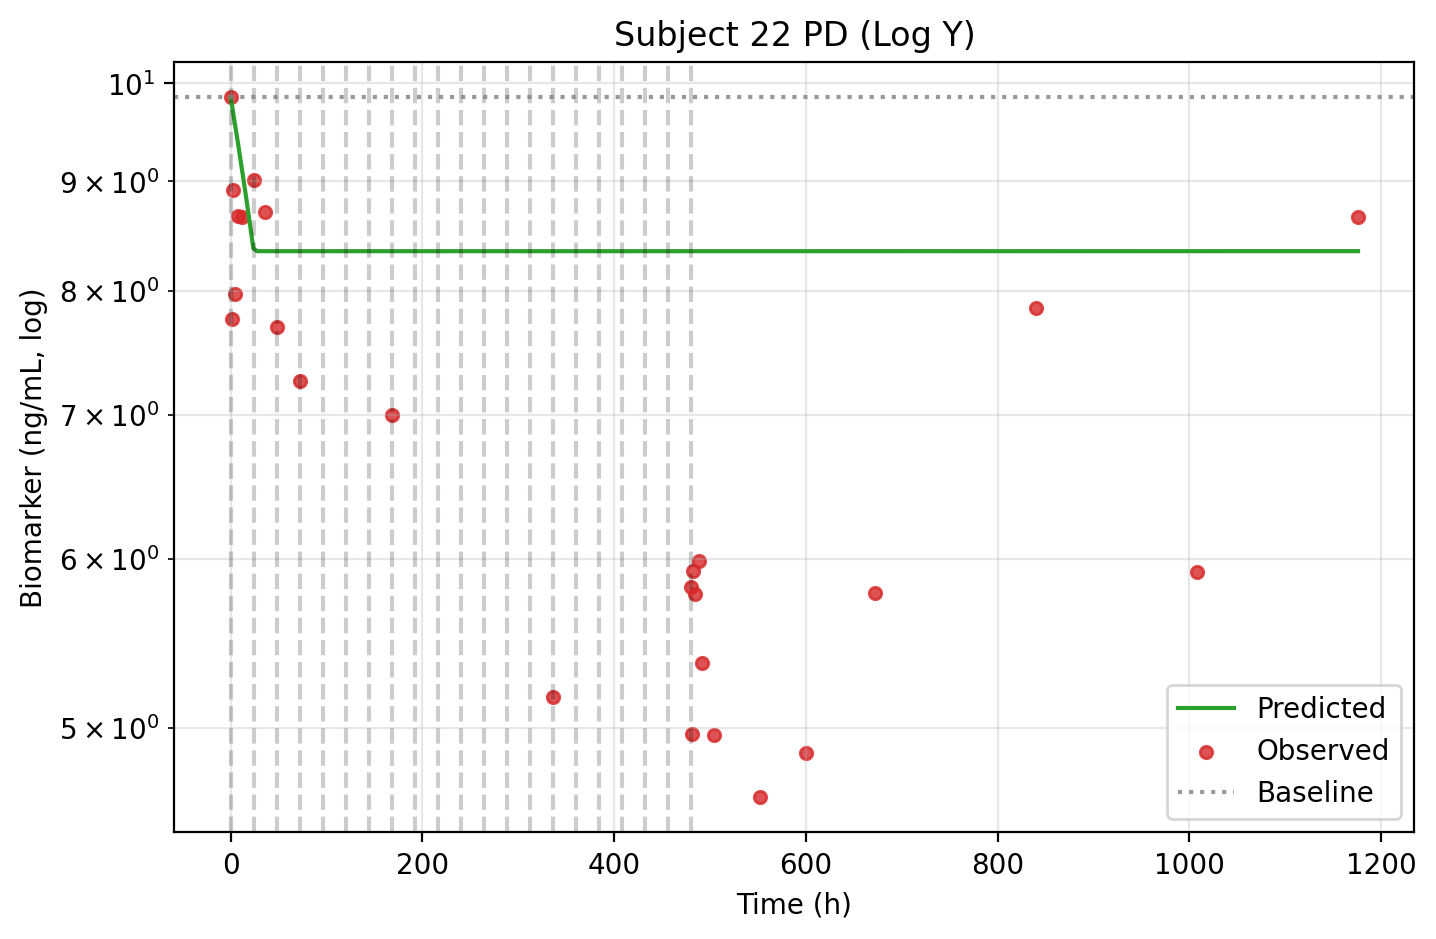 Subject 22 PD (Log Y)
Biomarker (ng/mL, log)
10¹
9 × 10⁰
8 × 10⁰
7 × 10⁰
6 × 10⁰
5 × 10⁰
Predicted
Observed
Baseline
0 200 400 600 800 1000 1200
Time (h)